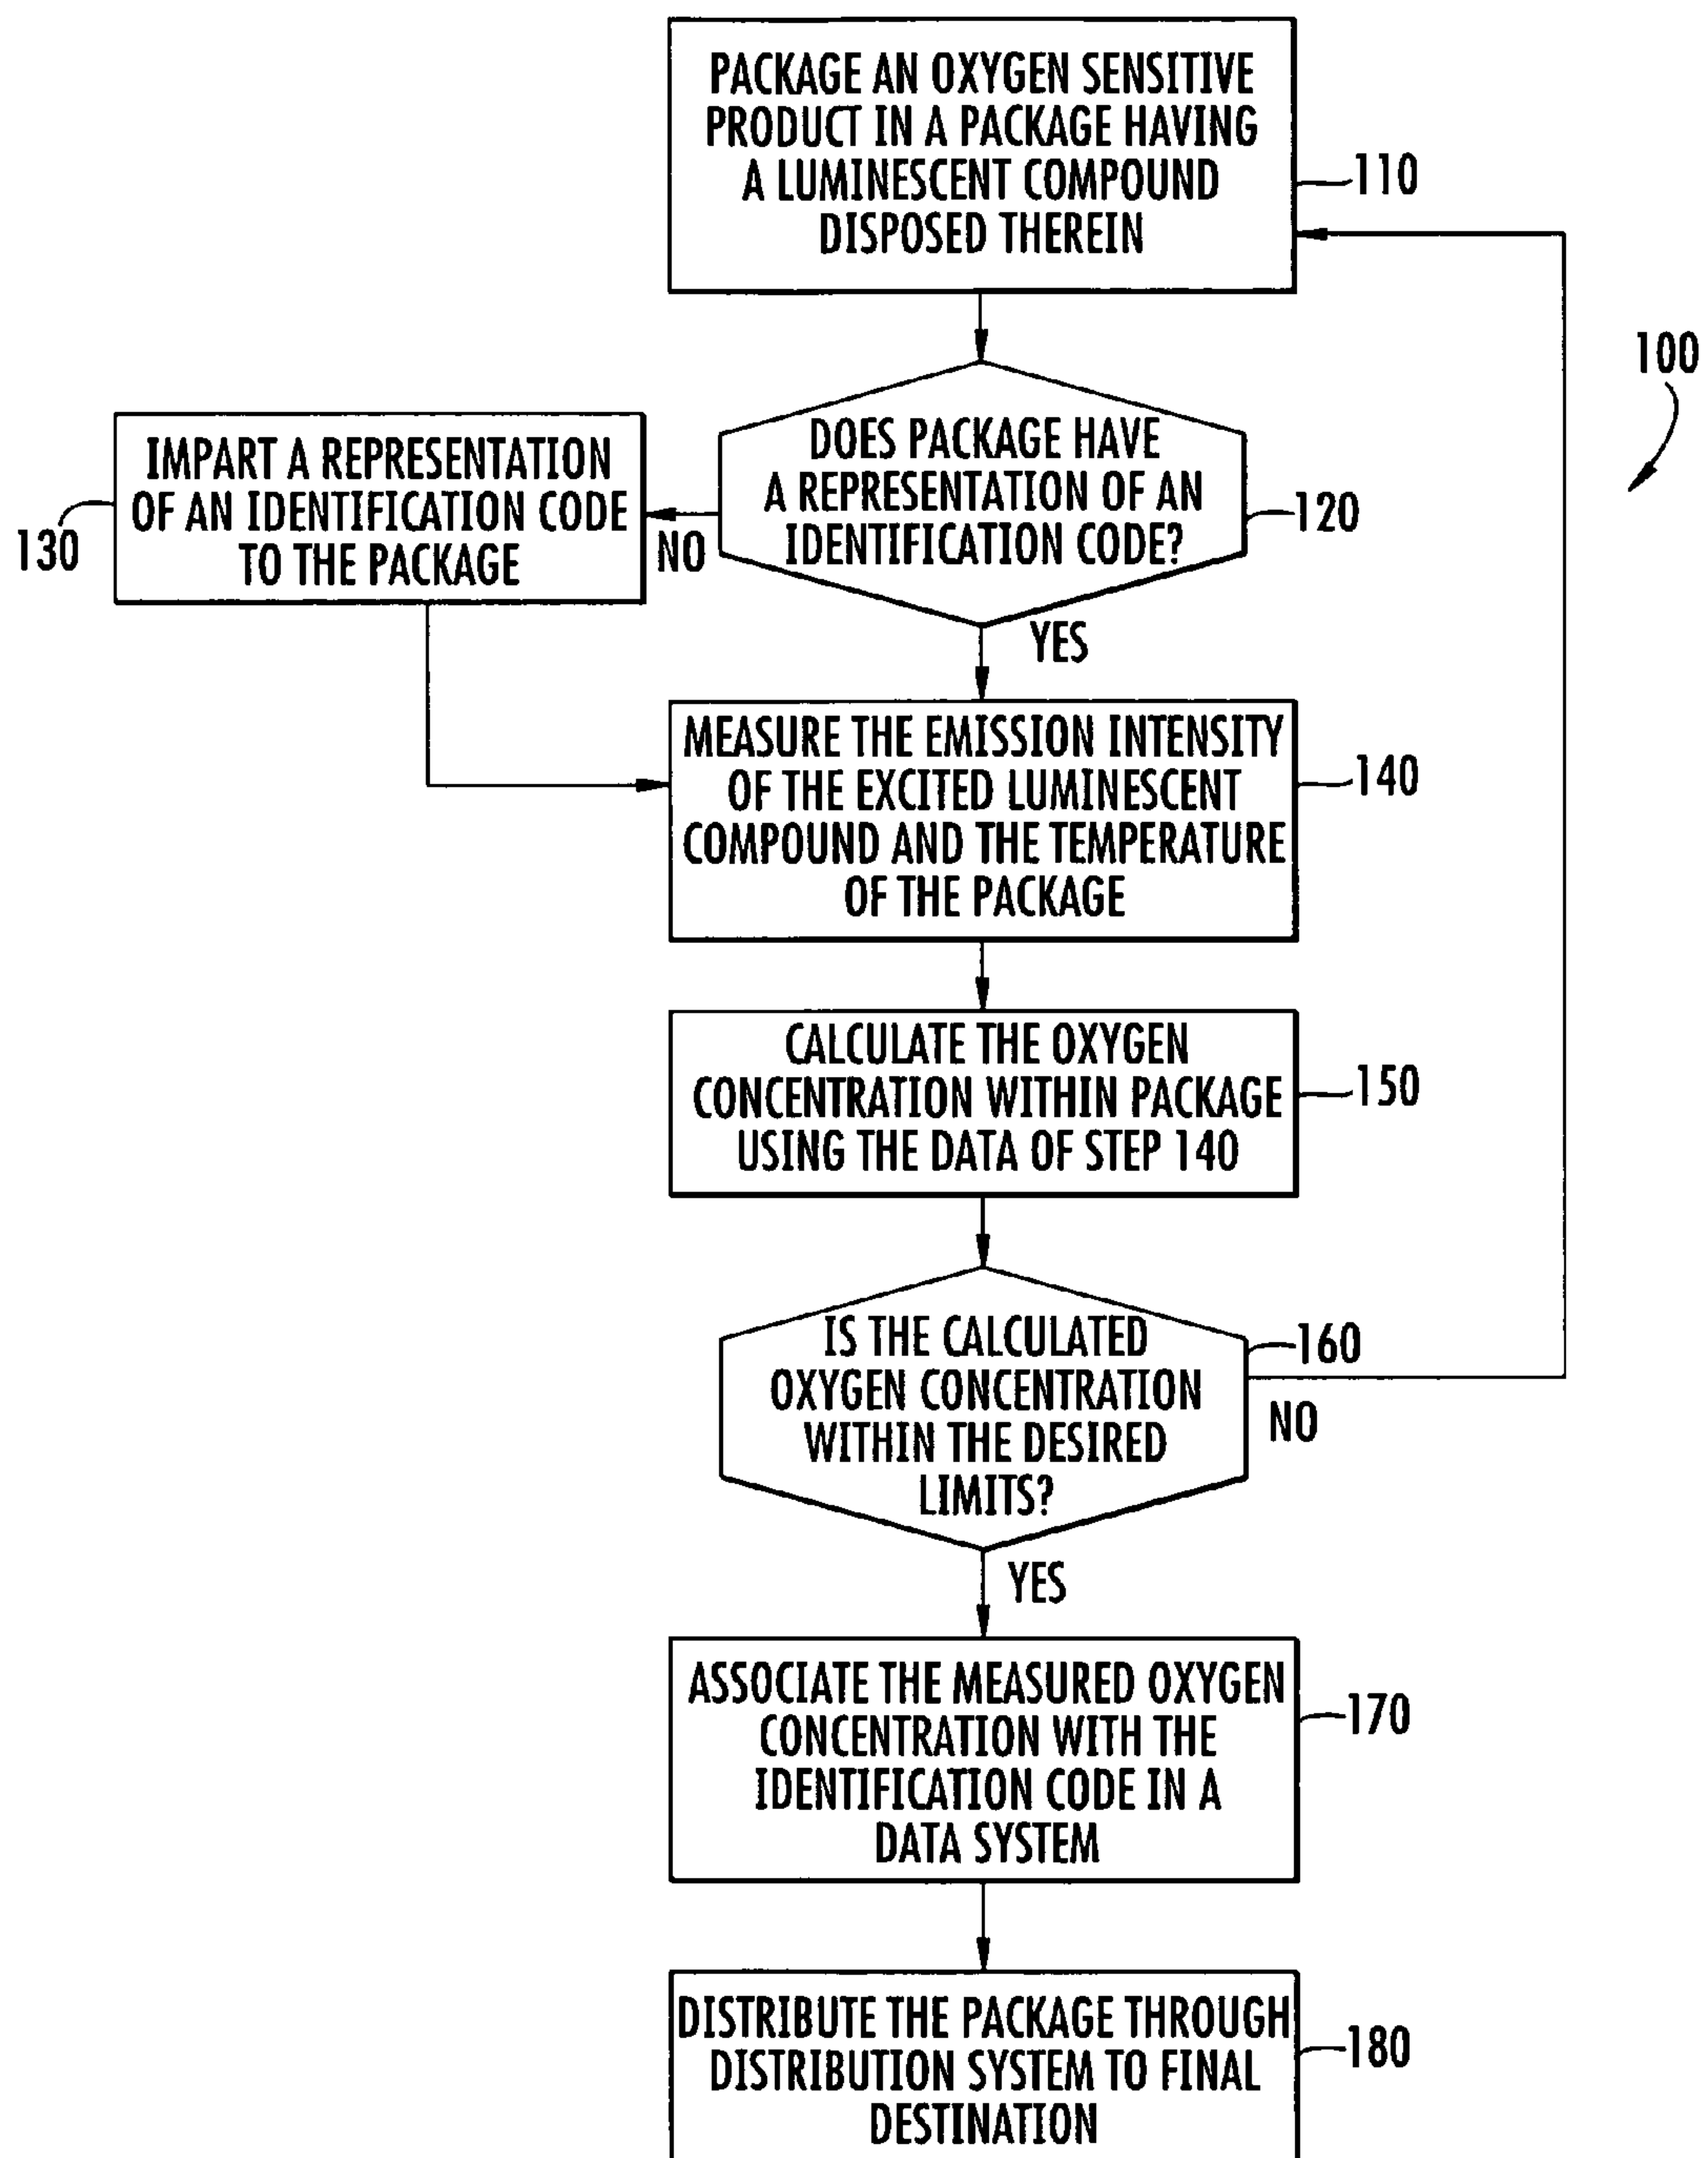 PACKAGE AN OXYGEN SENSITIVE
PRODUCT IN A PACKAGE HAVING
A LUMINESCENT COMPOUND
DISPOSED THEREIN
110
100
DOES PACKAGE HAVE
A REPRESENTATION OF AN
IDENTIFICATION CODE?
120
NO
YES
IMPART A REPRESENTATION
OF AN IDENTIFICATION CODE
TO THE PACKAGE
130
MEASURE THE EMISSION INTENSITY
OF THE EXCITED LUMINESCENT
COMPOUND AND THE TEMPERATURE
OF THE PACKAGE
140
CALCULATE THE OXYGEN
CONCENTRATION WITHIN PACKAGE
USING THE DATA OF STEP 140
150
IS THE CALCULATED
OXYGEN CONCENTRATION
WITHIN THE DESIRED
LIMITS?
160
NO
YES
ASSOCIATE THE MEASURED OXYGEN
CONCENTRATION WITH THE
IDENTIFICATION CODE IN A
DATA SYSTEM
170
DISTRIBUTE THE PACKAGE THROUGH
DISTRIBUTION SYSTEM TO FINAL
DESTINATION
180